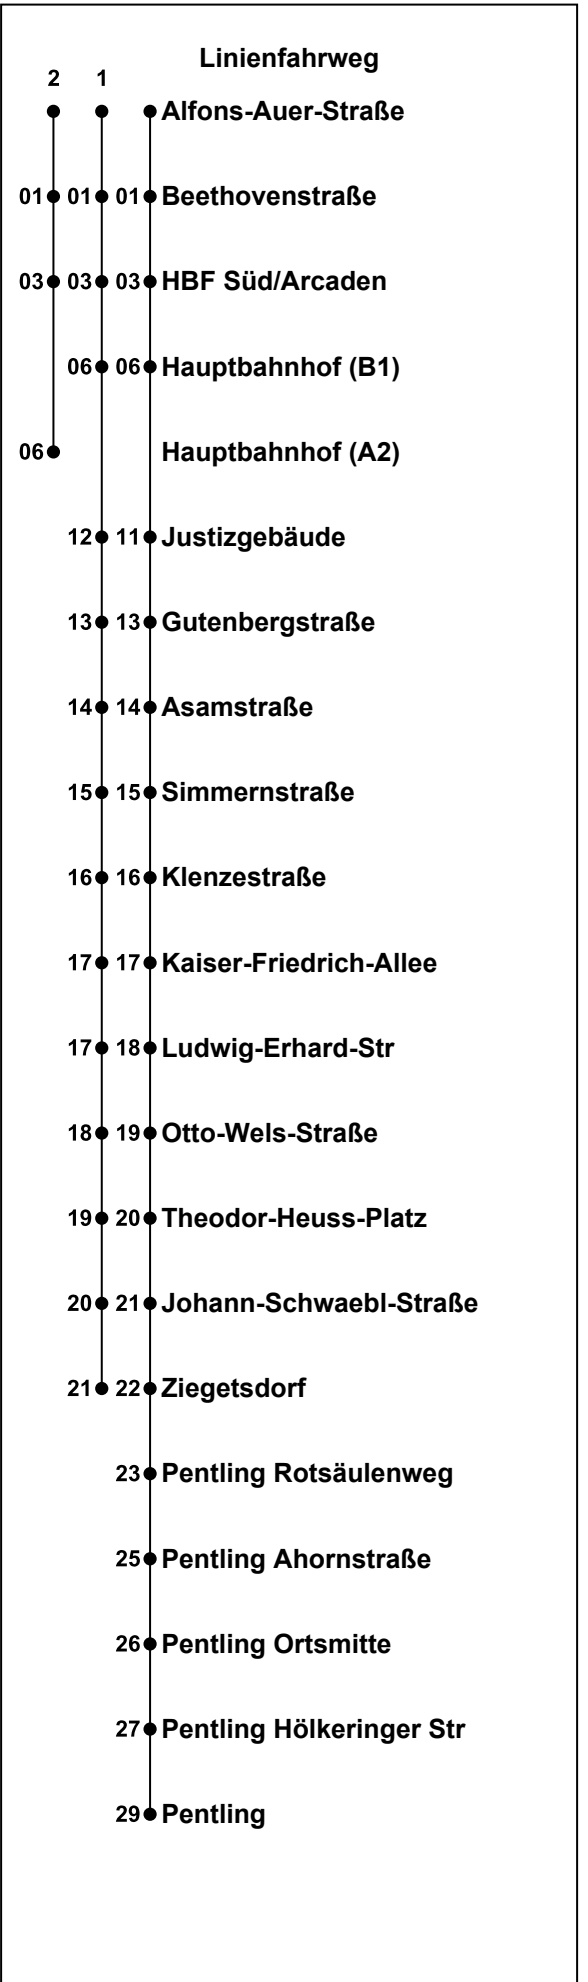 Linienfahrweg
2 1
Alfons-Auer-Straße
01 01 01 Beethovenstraße
03 03 03 HBF Süd/Arcaden
06 06 Hauptbahnhof (B1)
06 Hauptbahnhof (A2)
12 11 Justizgebäude
13 13 Gutenbergstraße
14 14 Asamstraße
15 15 Simmernstraße
16 16 Klenzestraße
17 17 Kaiser-Friedrich-Allee
17 18 Ludwig-Erhard-Str
18 19 Otto-Wels-Straße
19 20 Theodor-Heuss-Platz
20 21 Johann-Schwaebl-Straße
21 22 Ziegetsdorf
23 Pentling Rotsäulenweg
25 Pentling Ahornstraße
26 Pentling Ortsmitte
27 Pentling Hölkeringer Str
29 Pentling